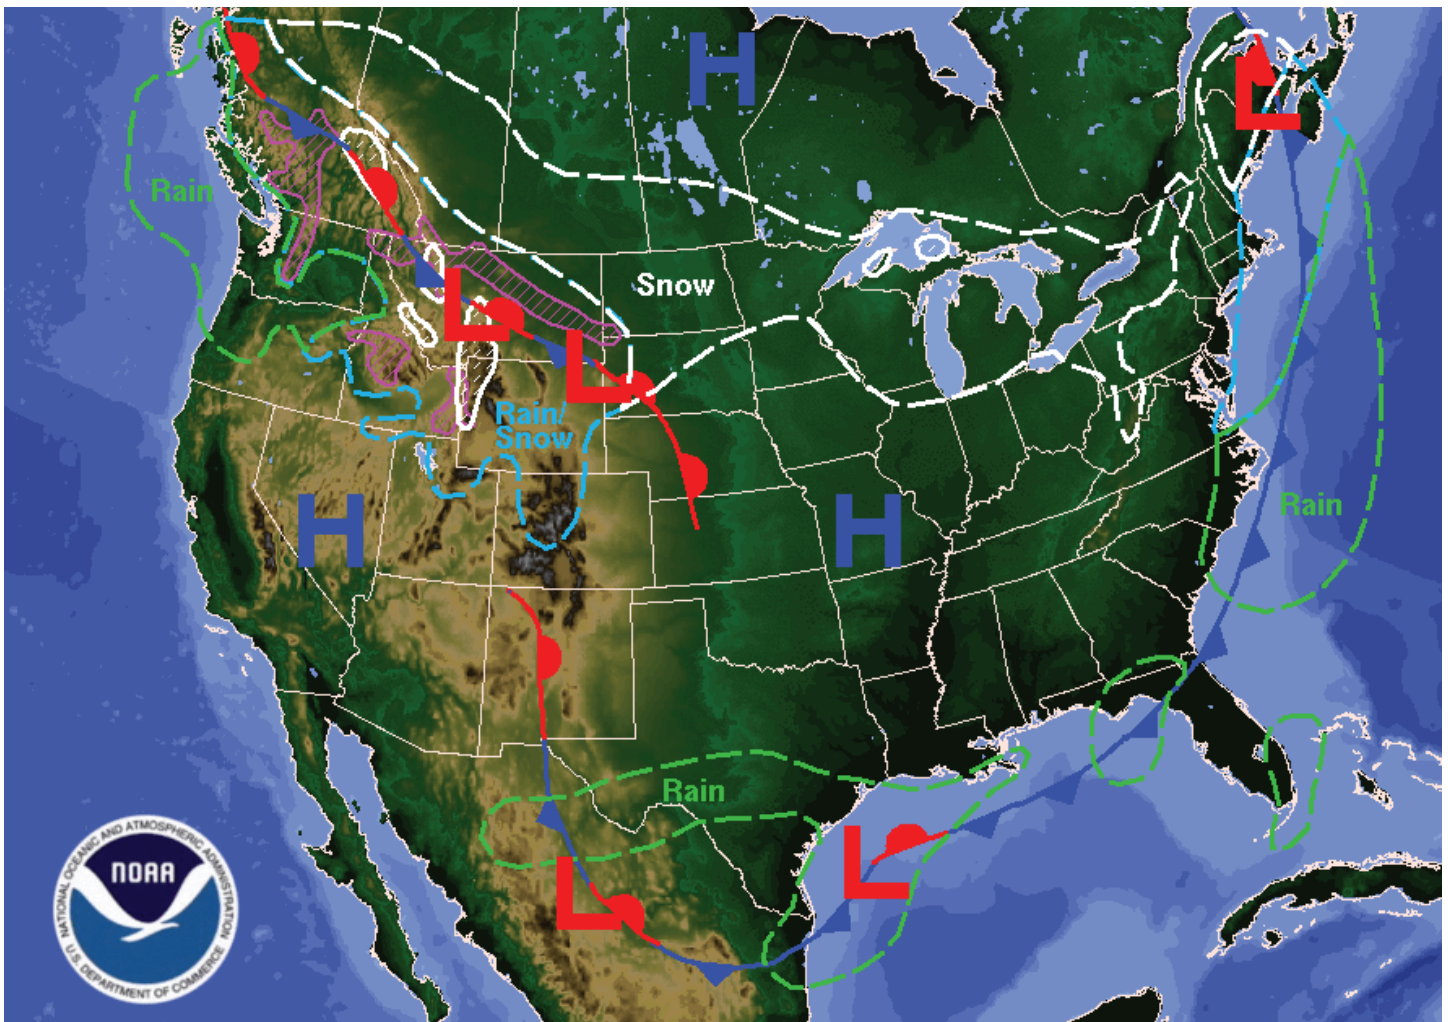 H
L
Rain
Snow
L
L
Rain/
Snow
H
H
Rain
Rain
L
L
NATIONAL OCEANIC AND ATMOSPHERIC ADMINISTRATION
NOAA
U.S. DEPARTMENT OF COMMERCE